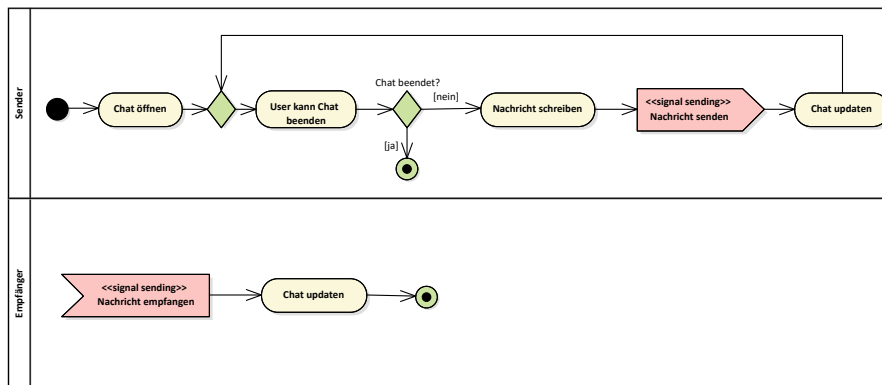 Sender
Chat öffnen
User kann Chat
beenden
Chat beendet?
[nein]
[ja]
Nachricht schreiben
<<signal sending>>
Nachricht senden
Chat updaten
Empfänger
<<signal sending>>
Nachricht empfangen
Chat updaten